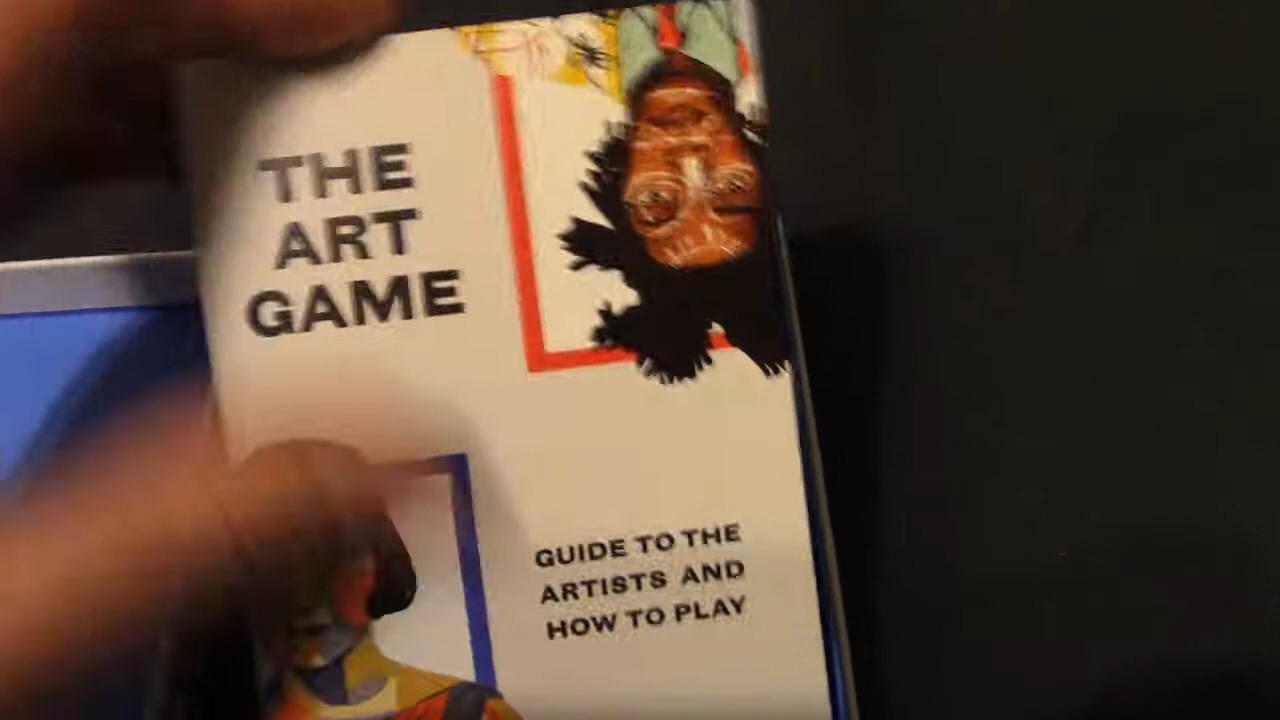 THE
ART
GAME
GUIDE TO THE
ARTISTS AND
HOW TO PLAY